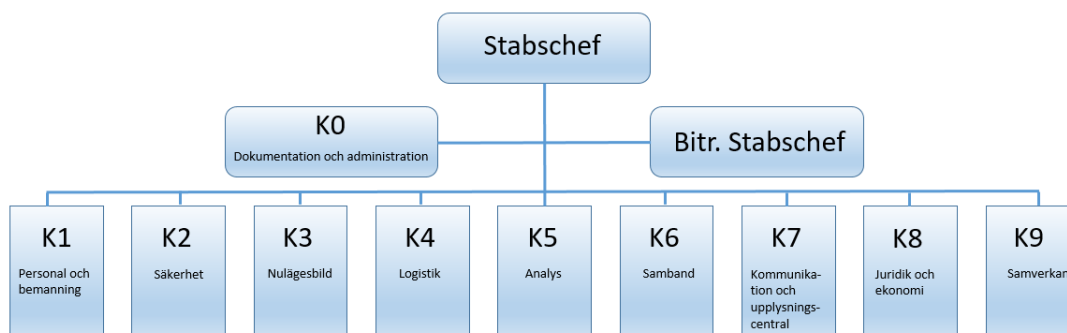 Stabschef
K0
Dokumentation och administration
Bitr. Stabschef
K1
Personal och
bemanning
K2
Säkerhet
K3
Nulägesbild
K4
Logistik
K5
Analys
K6
Samband
K7
Kommunika-
tion och
upplysnings-
central
K8
Juridik och
ekonomi
K9
Samverkan